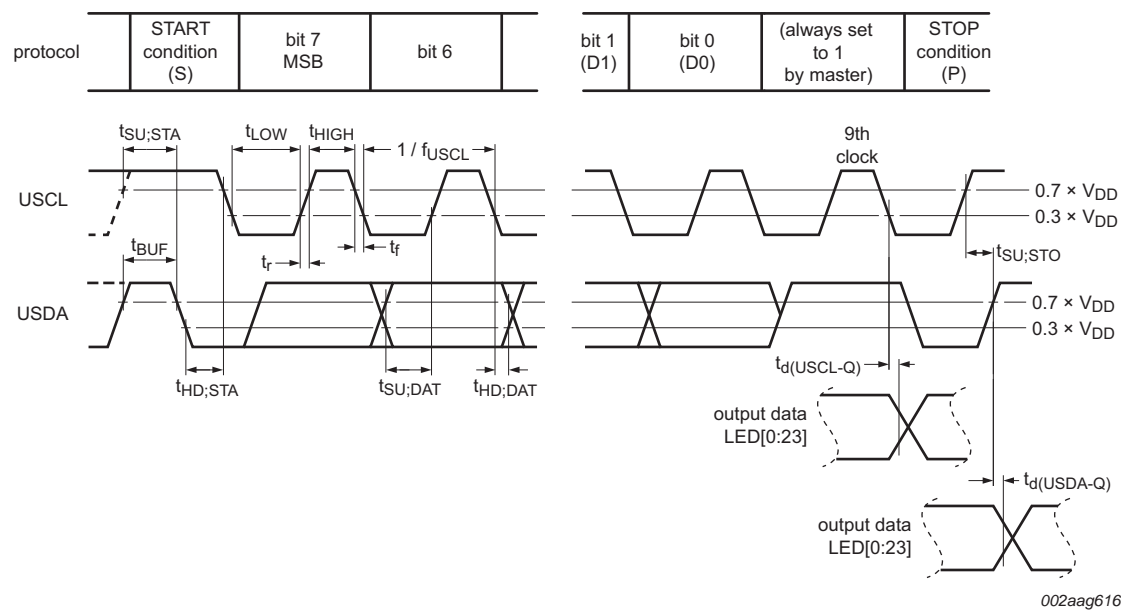 protocol
START
condition
(S)
bit 7
MSB
bit 6
bit 1
(D1)
bit 0
(D0)
(always set
to 1
by master)
STOP
condition
(P)
tSU;STA
tLOW
tHIGH
1 / fUSCL
9th
clock
USCL
0.7 × VDD
0.3 × VDD
tBUF
tr
tf
tSU;STO
USDA
0.7 × VDD
0.3 × VDD
tHD;STA
tSU;DAT
tHD;DAT
td(USCL-Q)
output data
LED[0:23]
td(USDA-Q)
output data
LED[0:23]
002aag616